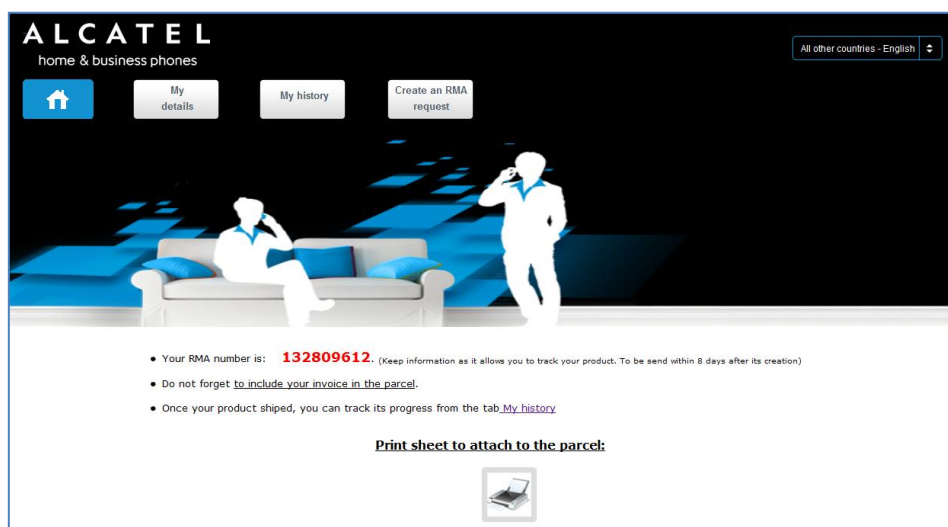 ALCATEL
home & business phones
All other countries - English
My
details
My history
Create an RMA
request
• Your RMA number is: 132809612. (Keep information as it allows you to track your product. To be send within 8 days after its creation)
• Do not forget to include your invoice in the parcel.
• Once your product shiped, you can track its progress from the tab My history
Print sheet to attach to the parcel: